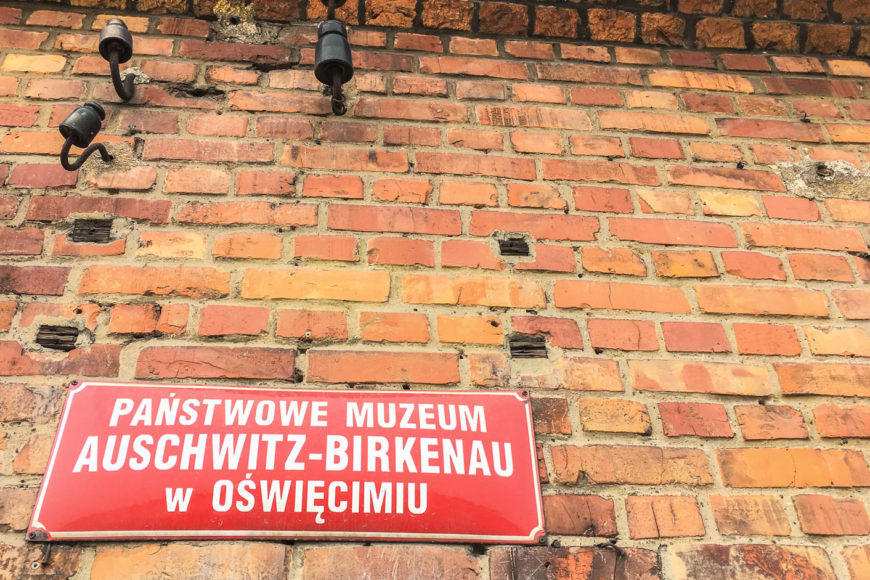 PAŃSTWOWE MUZEUM
AUSCHWITZ-BIRKENAU
w OŚWIĘCIMIU